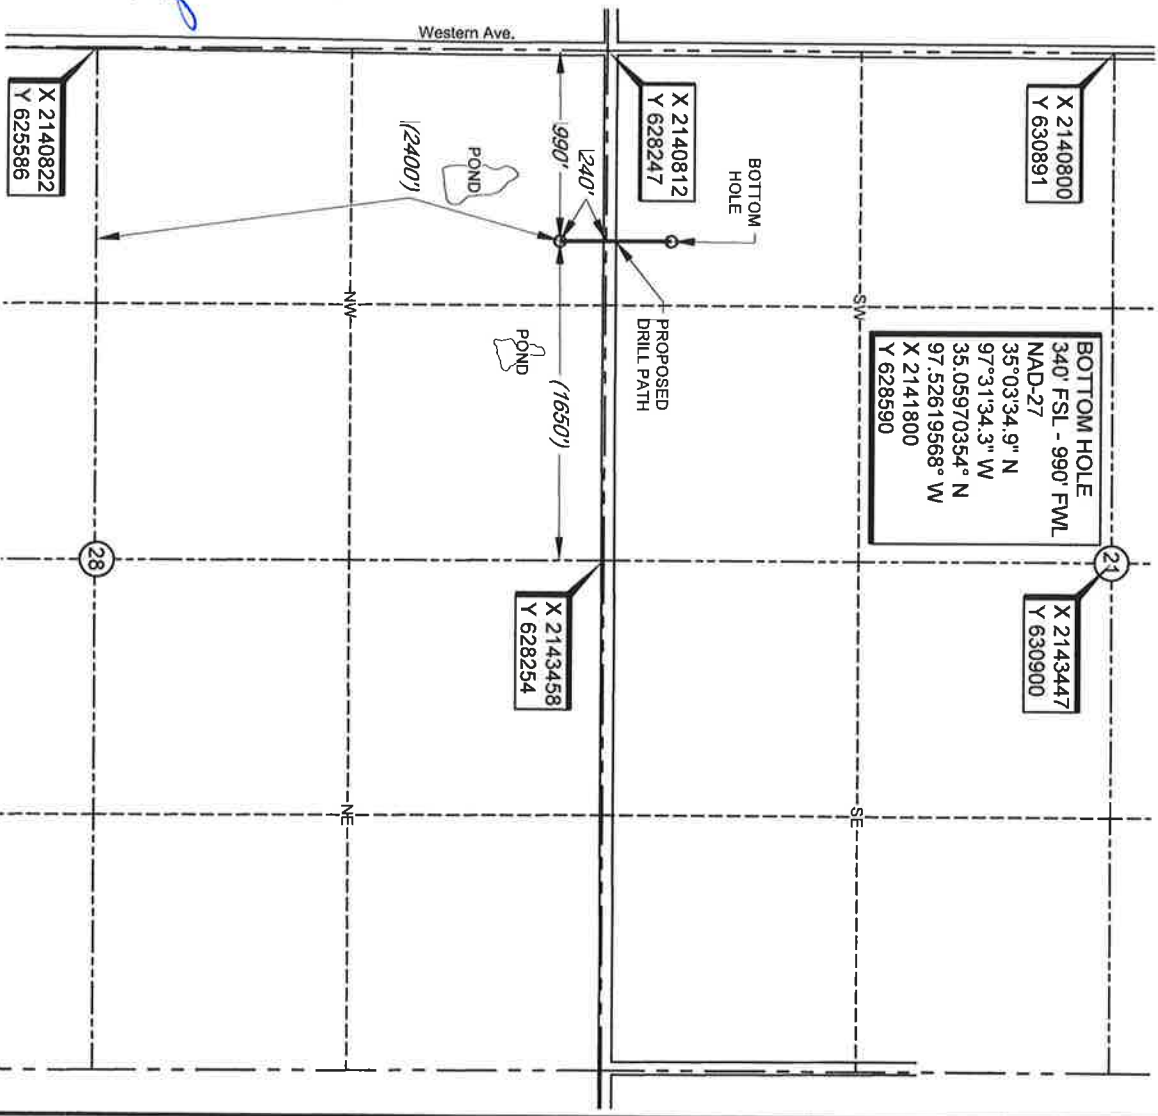 Western Ave.
X 2140800
Y 630891
X 2140812
Y 628247
X 2140822
Y 625586
BOTTOM
HOLE
990'
240'
POND
(2400')
PROPOSED
DRILL PATH
SW
NW
BOTTOM HOLE
340' FSL - 990' FWL
NAD-27
35°03'34.9" N
97°31'34.3" W
35.05970354° N
97.52619568° W
X 2141800
Y 628590
POND
(1650')
21
28
X 2143447
Y 630900
X 2143458
Y 628254
SE
NE